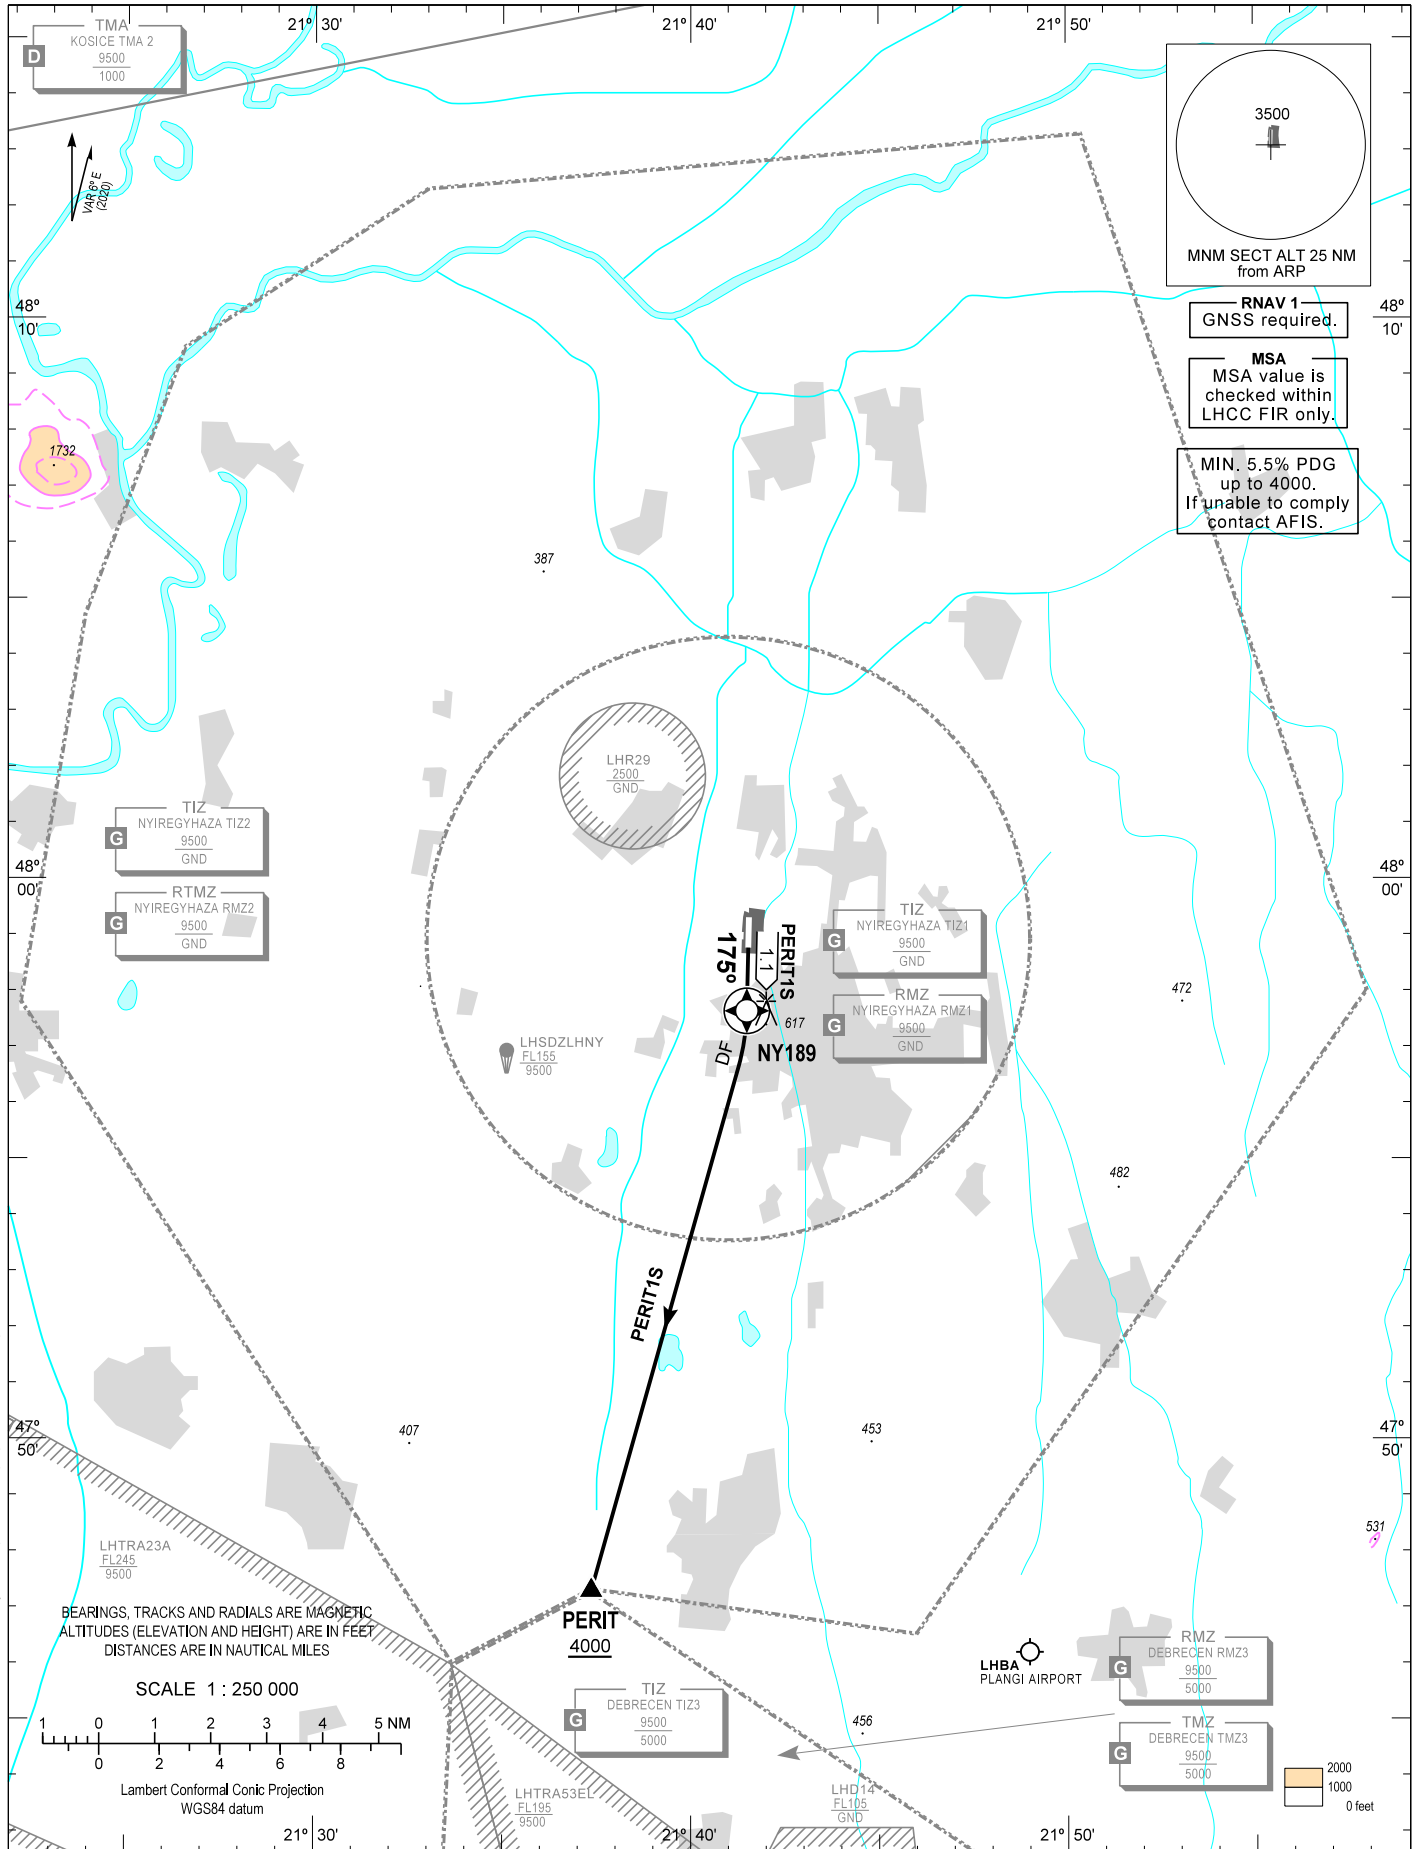 21° 30'
21° 40'
21° 50'
TMA
KOSICE TMA 2
D
9500
1000
VAR 6° E
(2020)
3500
MNM SECT ALT 25 NM
from ARP
48°
10'
RNAV 1
GNSS required.
48°
10'
MSA
MSA value is
checked within
LHCC FIR only.
MIN. 5.5% PDG
up to 4000.
If unable to comply
contact AFIS.
1732
387
LHR29
2500
GND
TIZ
NYIREGYHAZA TIZ2
G
9500
GND
48°
00'
48°
00'
RTMZ
NYIREGYHAZA RMZ2
G
9500
GND
TIZ
NYIREGYHAZA TIZ1
G
9500
GND
175°
1.1
PERIT1S
RMZ
NYIREGYHAZA RMZ1
G
9500
GND
472
617
NY189
DF
LHSDZLHNY
FL155
9500
482
PERIT1S
47°
50'
407
453
47°
50'
531
LHTRA23A
FL245
9500
BEARINGS, TRACKS AND RADIALS ARE MAGNETIC
ALTITUDES (ELEVATION AND HEIGHT) ARE IN FEET
DISTANCES ARE IN NAUTICAL MILES
PERIT
4000
LHBA
PLANGI AIRPORT
RMZ
DEBRECEN RMZ3
G
9500
5000
SCALE 1 : 250 000
1 0 1 2 3 4 5 NM
0 2 4 6 8
TIZ
DEBRECEN TIZ3
G
9500
5000
456
TMZ
DEBRECEN TMZ3
G
9500
5000
Lambert Conformal Conic Projection
WGS84 datum
LHTRA53EL
FL195
9500
LHD14
FL105
GND
2000
1000
0 feet
21° 30'
21° 40'
21° 50'